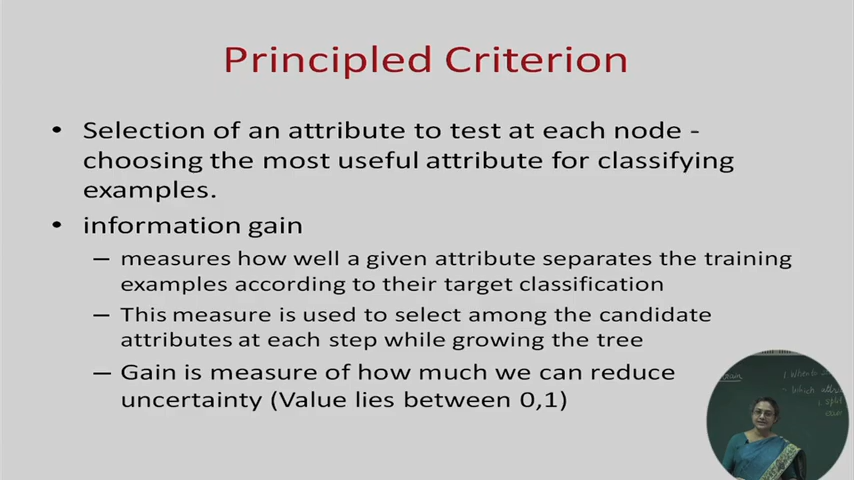 Principled Criterion
• Selection of an attribute to test at each node -
choosing the most useful attribute for classifying
examples.
• information gain
– measures how well a given attribute separates the training
examples according to their target classification
– This measure is used to select among the candidate
attributes at each step while growing the tree
– Gain is measure of how much we can reduce
uncertainty (Value lies between 0,1)